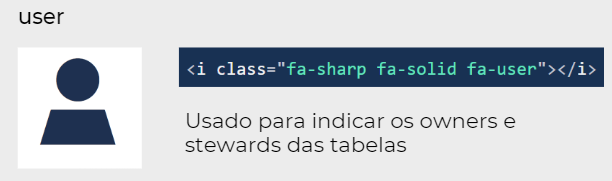 user
<i class="fa-sharp fa-solid fa-user"></i>
Usado para indicar os owners e
stewards das tabelas